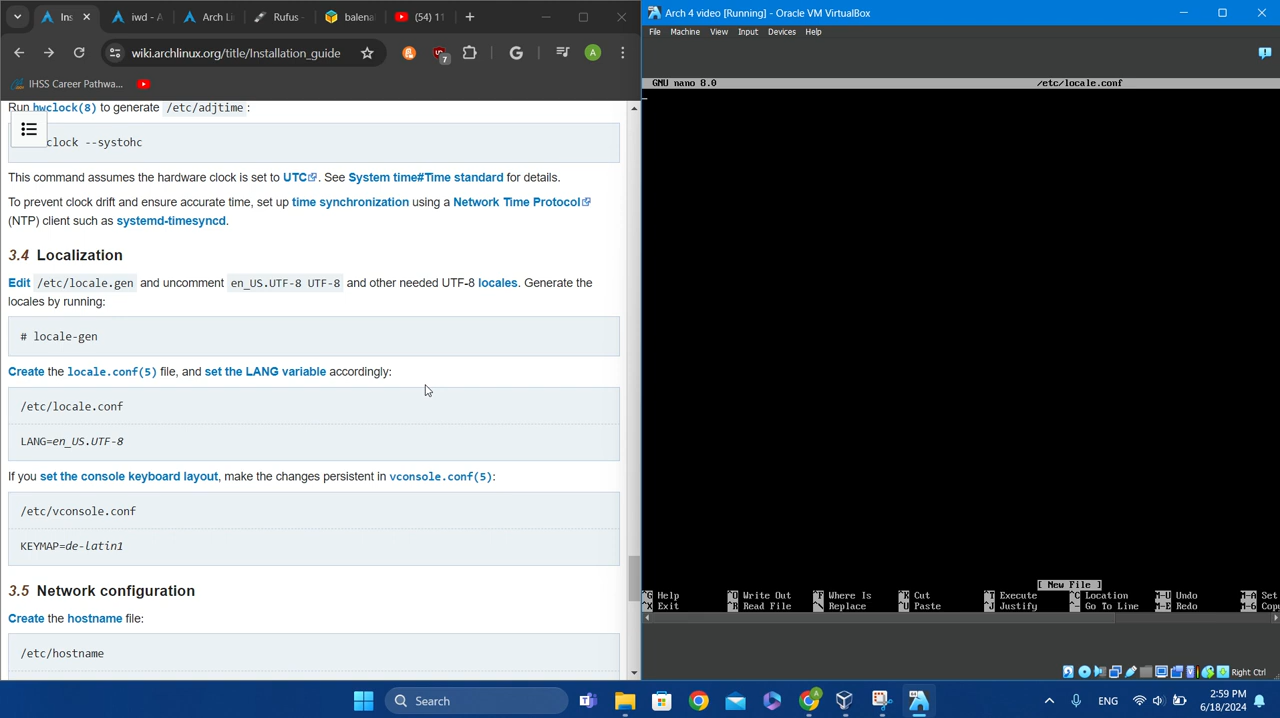 Ins
iwd - A
Arch Li
Rufus -
balena
(54) 11
wiki.archlinux.org/title/Installation_guide
7
A
IHSS Career Pathwa...
Run hwclock(8) to generate /etc/adjtime :
clock --systohc
This command assumes the hardware clock is set to UTC. See System time#Time standard for details.
To prevent clock drift and ensure accurate time, set up time synchronization using a Network Time Protocol
(NTP) client such as systemd-timesyncd.
3.4 Localization
Edit /etc/locale.gen and uncomment en_US.UTF-8 UTF-8 and other needed UTF-8 locales. Generate the
locales by running:
# locale-gen
Create the locale.conf(5) file, and set the LANG variable accordingly:
/etc/locale.conf
LANG=en_US.UTF-8
If you set the console keyboard layout, make the changes persistent in vconsole.conf(5):
/etc/vconsole.conf
KEYMAP=de-latin1
3.5 Network configuration
Create the hostname file:
/etc/hostname
Arch 4 video [Running] - Oracle VM VirtualBox
File Machine View Input Devices Help
GNU nano 8.0 /etc/locale.conf
[ New File ]
^G Help ^O Write Out ^F Where Is ^K Cut ^T Execute ^C Location M-U Undo M-A Set
^X Exit ^R Read File ^\ Replace ^U Paste ^J Justify ^_ Go To Line M-E Redo M-6 Cop
Right Ctrl
Search
ENG
2:59 PM
6/18/2024